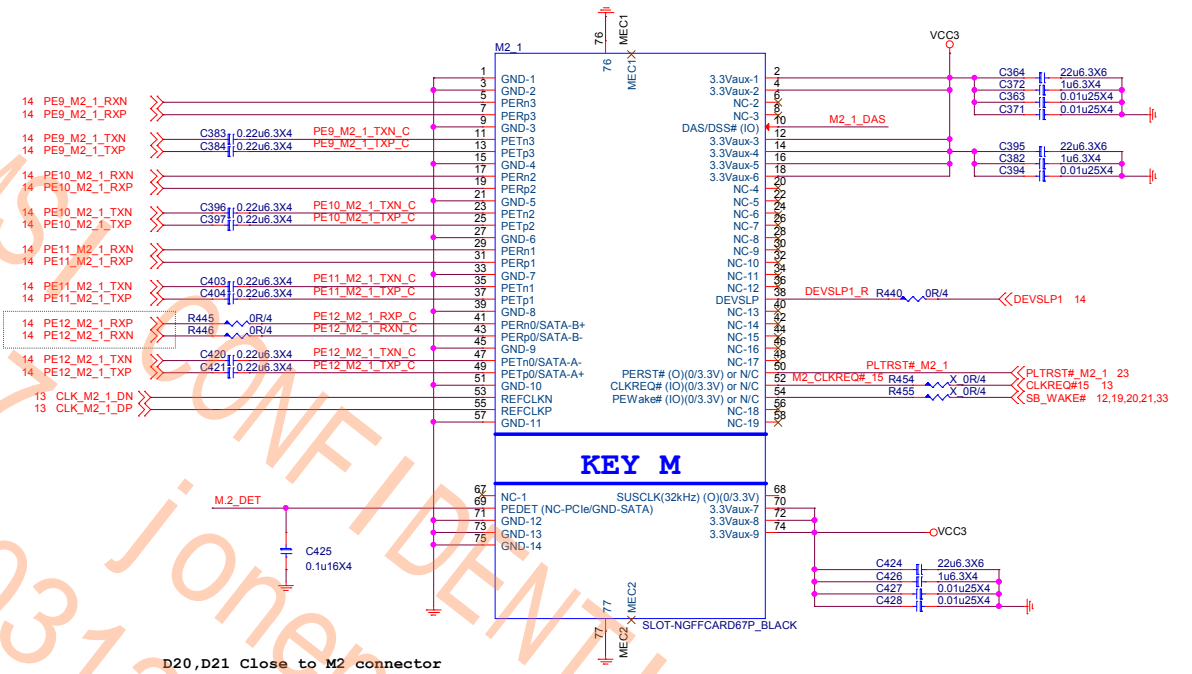 76
MEC1
M2_1
76
MEC1
VCC3
1 GND-1 3.3Vaux-1 2
3 GND-2 3.3Vaux-2 4
14 PE9_M2_1_RXN 5 PERn3 NC-2 6
14 PE9_M2_1_RXP 7 PERp3 NC-3 8
9 GND-3 DAS/DSS# (IO) 10 M2_1_DAS
14 PE9_M2_1_TXN C383 0.22u6.3X4 PE9_M2_1_TXN_C 11 PETn3 3.3Vaux-3 12
14 PE9_M2_1_TXP C384 0.22u6.3X4 PE9_M2_1_TXP_C 13 PETp3 3.3Vaux-4 14
15 GND-4 3.3Vaux-5 16
14 PE10_M2_1_RXN 17 PERn2 3.3Vaux-6 18
14 PE10_M2_1_RXP 19 PERp2 NC-4 20
21 GND-5 NC-5 22
14 PE10_M2_1_TXN C396 0.22u6.3X4 PE10_M2_1_TXN_C 23 PETn2 NC-6 24
14 PE10_M2_1_TXP C397 0.22u6.3X4 PE10_M2_1_TXP_C 25 PETp2 NC-7 26
27 GND-6 NC-8 28
14 PE11_M2_1_RXN 29 PERn1 NC-9 30
14 PE11_M2_1_RXP 31 PERp1 NC-10 32
33 GND-7 NC-11 34
14 PE11_M2_1_TXN C403 0.22u6.3X4 PE11_M2_1_TXN_C 35 PETn1 NC-12 36
14 PE11_M2_1_TXP C404 0.22u6.3X4 PE11_M2_1_TXP_C 37 PETp1 DEVSLP 38 DEVSLP1_R R440 0R/4 DEVSLP1 14
39 GND-8 NC-13 40
14 PE12_M2_1_RXP R445 0R/4 PE12_M2_1_RXP_C 41 PERn0/SATA-B+ NC-14 42
14 PE12_M2_1_RXN R446 0R/4 PE12_M2_1_RXN_C 43 PERp0/SATA-B- NC-15 44
45 GND-9 NC-16 46
14 PE12_M2_1_TXN C420 0.22u6.3X4 PE12_M2_1_TXN_C 47 PETn0/SATA-A- NC-17 48
14 PE12_M2_1_TXP C421 0.22u6.3X4 PE12_M2_1_TXP_C 49 PETp0/SATA-A+ PERST# (O)(0/3.3V) or N/C 50 PLTRST#_M2_1 PLTRST#_M2_1 23
51 GND-10 CLKREQ# (IO)(0/3.3V) or N/C 52 M2_CLKREQ#_15 R454 X_0R/4 CLKREQ#15 13
13 CLK_M2_1_DN 53 REFCLKN PEWake# (IO)(0/3.3V) or N/C 54 R455 X_0R/4 SB_WAKE# 12,19,20,21,33
13 CLK_M2_1_DP 55 REFCLKP NC-18 56
57 GND-11 NC-19 58
C364 22u6.3X6
C372 1u6.3X4
C363 0.01u25X4
C371 0.01u25X4
C395 22u6.3X6
C382 1u6.3X4
C394 0.01u25X4
KEY M
67 NC-1 SUSCLK(32kHz) (O)(0/3.3V) 68
M.2_DET 69 PEDET (NC-PCIe/GND-SATA) 3.3Vaux-7 70
71 GND-12 3.3Vaux-8 72
73 GND-13 3.3Vaux-9 74
75 GND-14
VCC3
C425
0.1u16X4
C424 22u6.3X6
C426 1u6.3X4
C427 0.01u25X4
C428 0.01u25X4
77
MEC2
SLOT-NGFFCARD67P_BLACK
77
MEC2
D20,D21 Close to M2 connector
CONFIDENTI